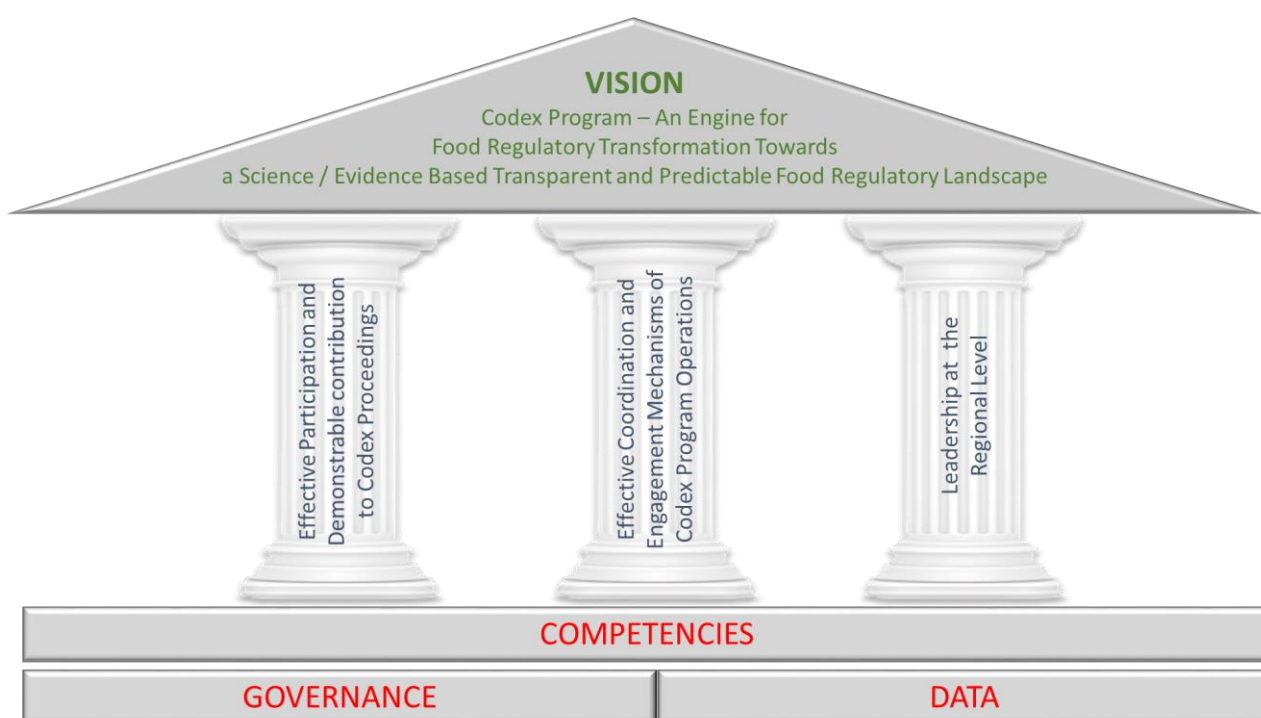 VISION
Codex Program – An Engine for
Food Regulatory Transformation Towards
a Science / Evidence Based Transparent and Predictable Food Regulatory Landscape
Effective Participation and
Demonstrable contribution
to Codex Proceedings
Effective Coordination and
Engagement Mechanisms of
Codex Program Operations
Leadership at the
Regional Level
COMPETENCIES
GOVERNANCE
DATA